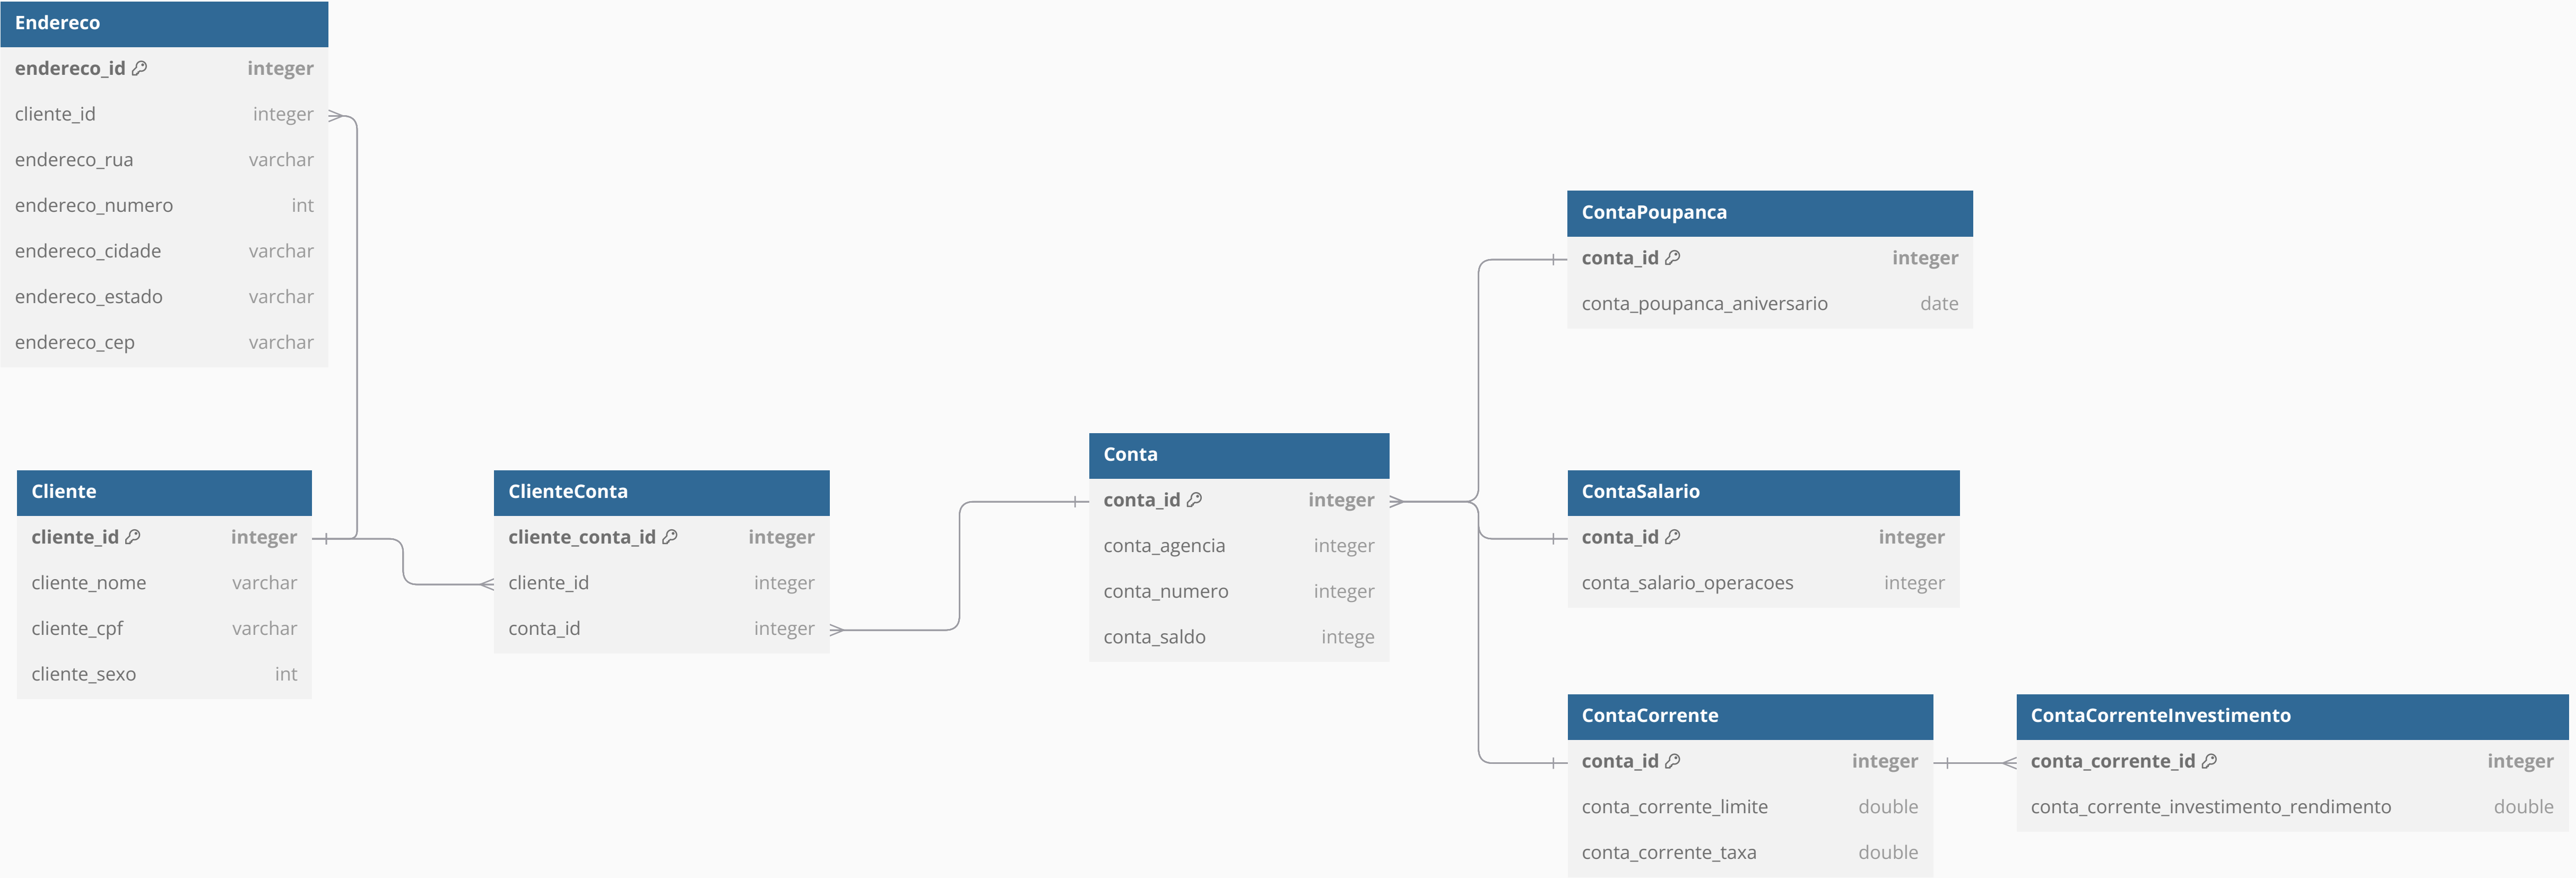 Endereco
endereco_id integer
cliente_id integer
endereco_rua varchar
endereco_numero int
endereco_cidade varchar
endereco_estado varchar
endereco_cep varchar
Cliente
cliente_id integer
cliente_nome varchar
cliente_cpf varchar
cliente_sexo int
ClienteConta
cliente_conta_id integer
cliente_id integer
conta_id integer
Conta
conta_id integer
conta_agencia integer
conta_numero integer
conta_saldo intege
ContaPoupanca
conta_id integer
conta_poupanca_aniversario date
ContaSalario
conta_id integer
conta_salario_operacoes integer
ContaCorrente
conta_id integer
conta_corrente_limite double
conta_corrente_taxa double
ContaCorrenteInvestimento
conta_corrente_id integer
conta_corrente_investimento_rendimento double